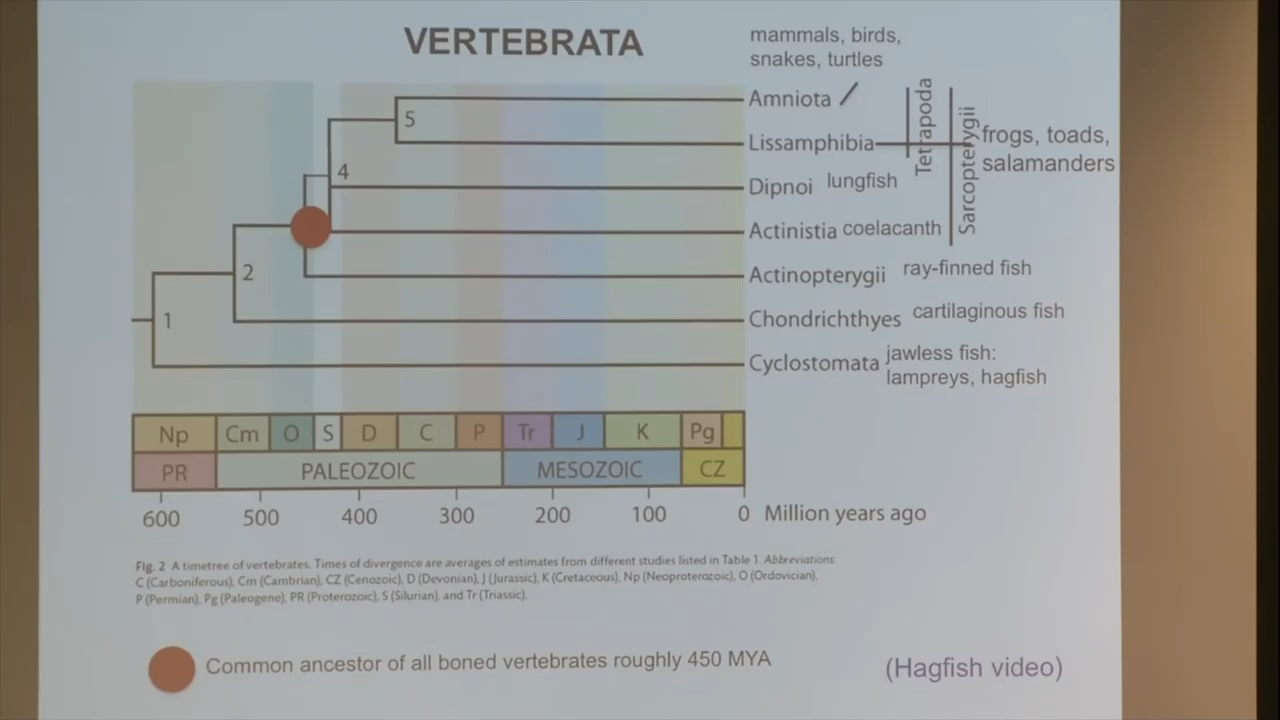 VERTEBRATA
mammals, birds,
snakes, turtles
Amniota
Lissamphibia
Dipnoi lungfish
Actinistia coelacanth
Actinopterygii ray-finned fish
Chondrichthyes cartilaginous fish
Cyclostomata jawless fish:
lampreys, hagfish
Tetrapoda
Sarcopterygii
frogs, toads,
salamanders
5
4
2
1
Np Cm O S D C P Tr J K Pg
PR PALEOZOIC MESOZOIC CZ
600 500 400 300 200 100 0 Million years ago
Fig. 2 A timetree of vertebrates. Times of divergence are averages of estimates from different studies listed in Table 1. Abbreviations:
C (Carboniferous), Cm (Cambrian), CZ (Cenozoic), D (Devonian), J (Jurassic), K (Cretaceous), Np (Neoproterozoic), O (Ordovician),
P (Permian), Pg (Paleogene), PR (Proterozoic), S (Silurian), and Tr (Triassic).
Common ancestor of all boned vertebrates roughly 450 MYA
(Hagfish video)